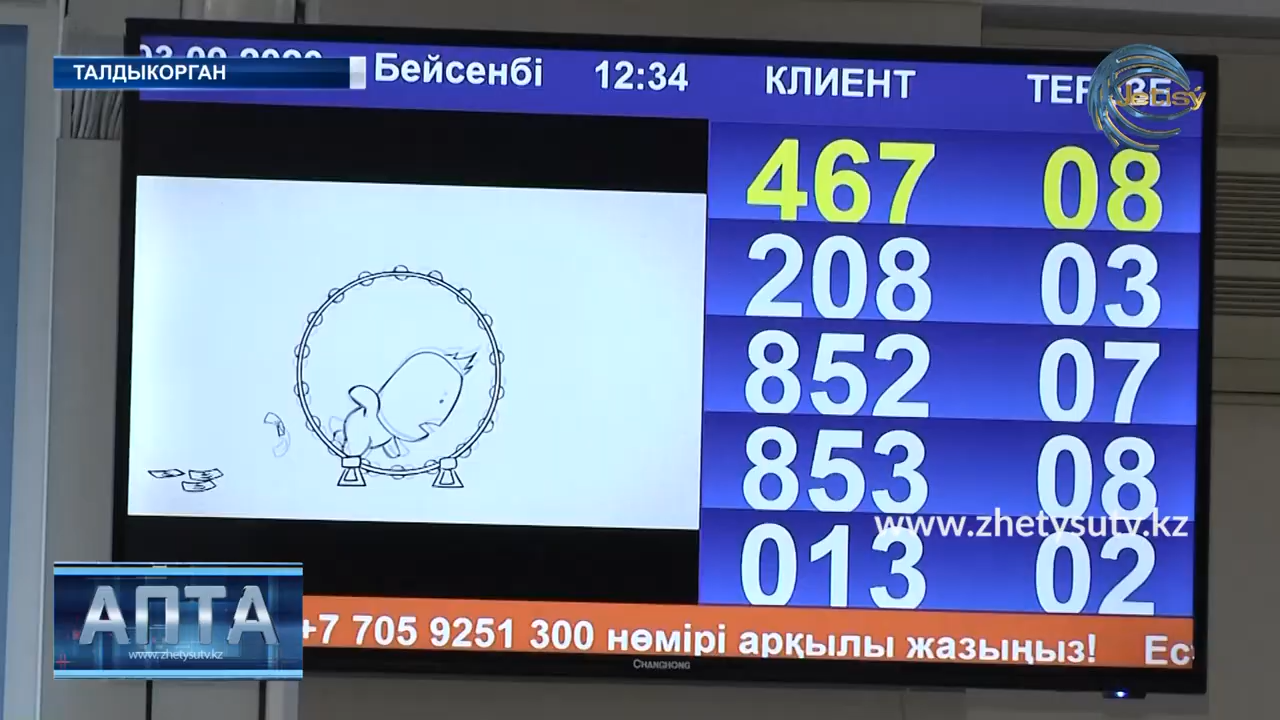 ТАЛДЫКОРГАН
Бейсенбі 12:34 КЛИЕНТ
Jetisý
467 08
208 03
852 07
853 08
www.zhetysutv.kz
013 02
АПТА
www.zhetysutv.kz
+7 705 9251 300 нөмірі арқылы жазыңыз!
CHANGHONG